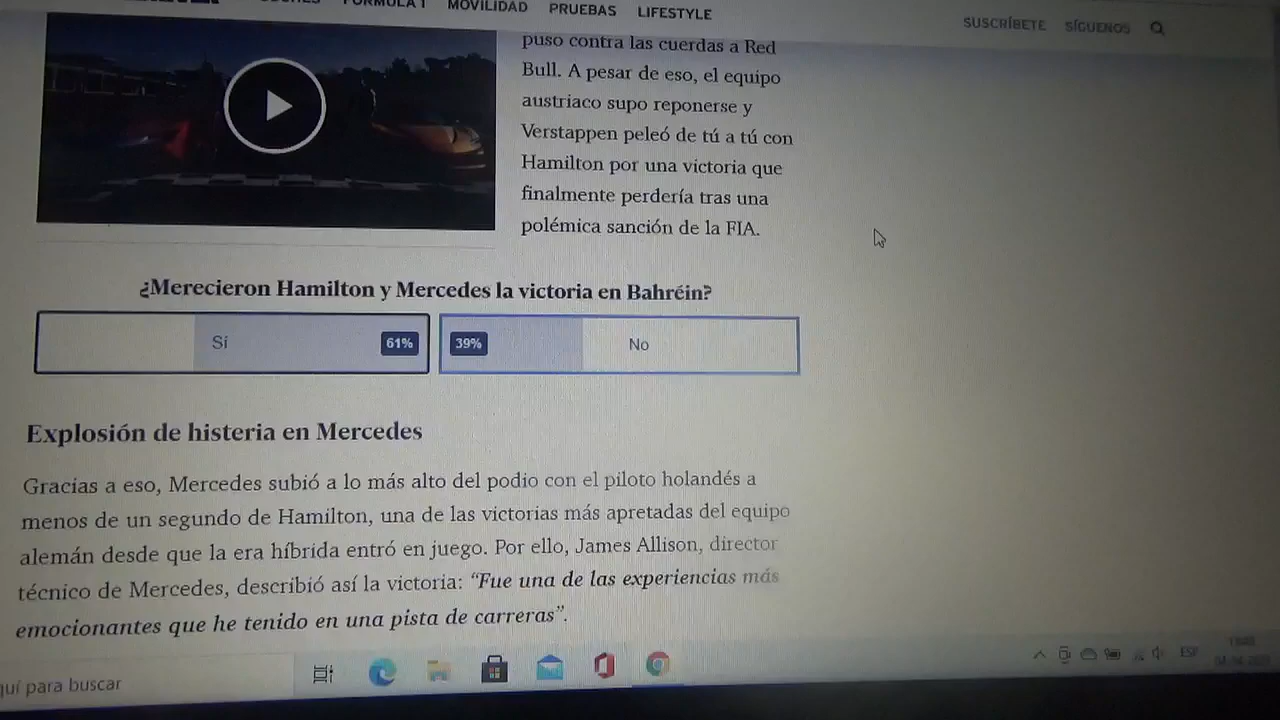 FORMULA 1 MOVILIDAD PRUEBAS LIFESTYLE
SUSCRÍBETE SÍGUENOS
puso contra las cuerdas a Red
Bull. A pesar de eso, el equipo
austriaco supo reponerse y
Verstappen peleó de tú a tú con
Hamilton por una victoria que
finalmente perdería tras una
polémica sanción de la FIA.
¿Merecieron Hamilton y Mercedes la victoria en Bahréin?
Sí 61%
39% No
Explosión de histeria en Mercedes
Gracias a eso, Mercedes subió a lo más alto del podio con el piloto holandés a
menos de un segundo de Hamilton, una de las victorias más apretadas del equipo
alemán desde que la era híbrida entró en juego. Por ello, James Allison, director
técnico de Mercedes, describió así la victoria: “Fue una de las experiencias más
emocionantes que he tenido en una pista de carreras”.
quí para buscar
ESP